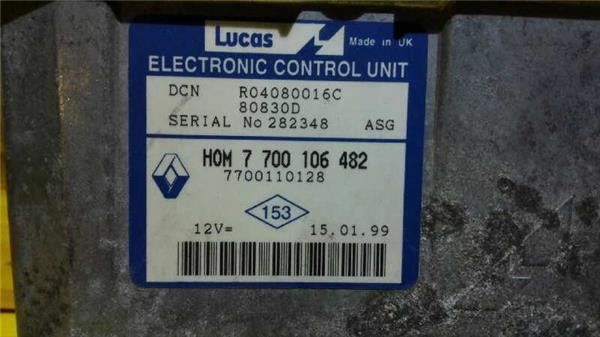 Lucas
Made in UK
ELECTRONIC CONTROL UNIT
DCN R04080016C
80830D
SERIAL No 282348 ASG
HOM 7 700 106 482
7700110128
153
12V= 15.01.99